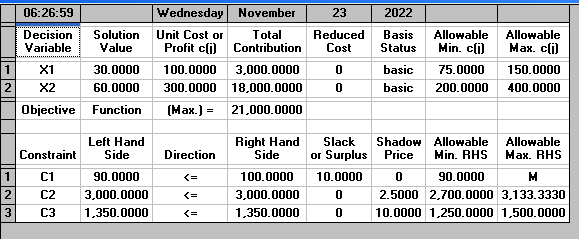 06:26:59 Wednesday November 23 2022
Decision Solution Unit Cost or Total Reduced Basis Allowable Allowable
Variable Value Profit c(j) Contribution Cost Status Min. c(j) Max. c(j)
1 X1 30.0000 100.0000 3,000.0000 0 basic 75.0000 150.0000
2 X2 60.0000 300.0000 18,000.0000 0 basic 200.0000 400.0000
Objective Function (Max.) = 21,000.0000
Left Hand Right Hand Slack Shadow Allowable Allowable
Constraint Side Direction Side or Surplus Price Min. RHS Max. RHS
1 C1 90.0000 <= 100.0000 10.0000 0 90.0000 M
2 C2 3,000.0000 <= 3,000.0000 0 2.5000 2,700.0000 3,133.3330
3 C3 1,350.0000 <= 1,350.0000 0 10.0000 1,250.0000 1,500.0000